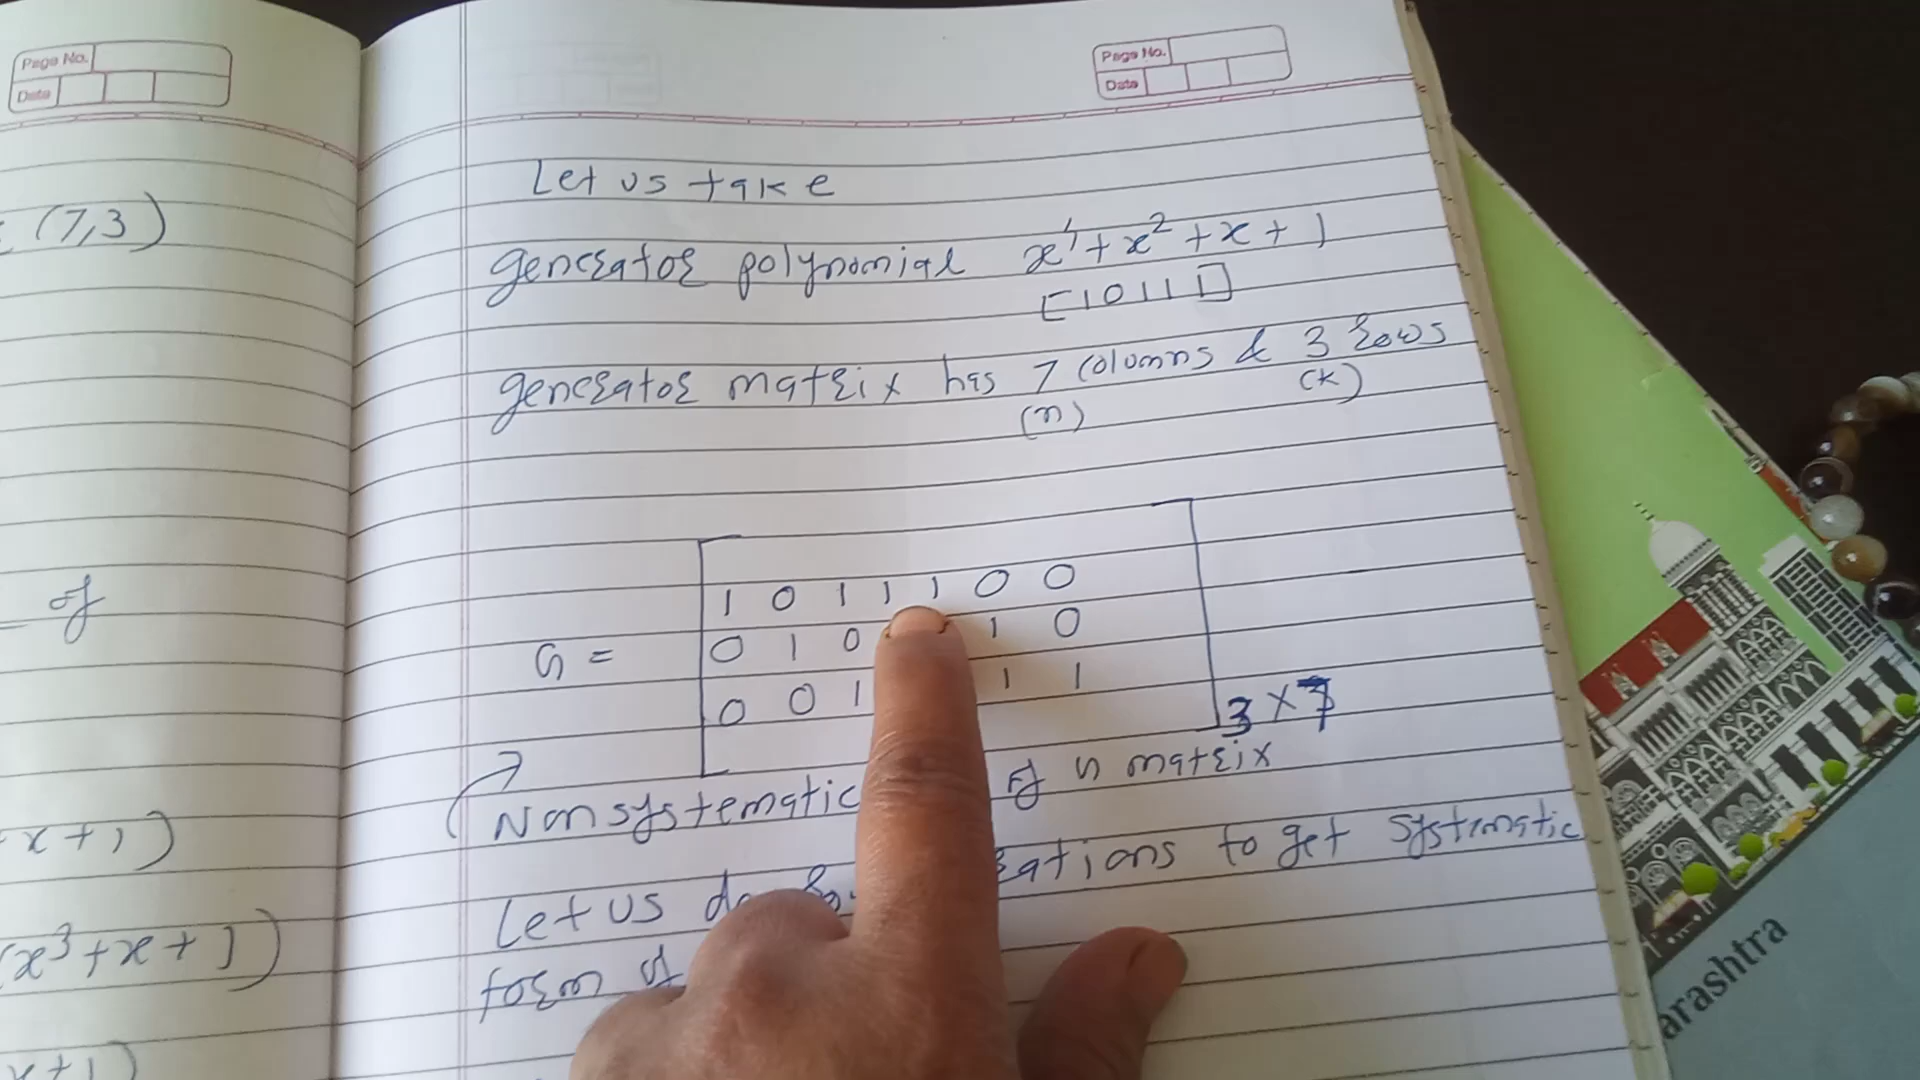 Page No.
Date
(7,3)
of
x+1)
(x³+x+1)
x+1)
Page No.
Date
Let us take
generator polynomial x⁴+x²+x+1
[10111]
generator matrix has 7 columns & 3 rows
(n) (k)
1 0 1 1 1 0 0
G = 0 1 0 1 0
0 0 1 1 1
3×7
Nonsystematic of G matrix
Let us do to get systematic
form of
arashtra